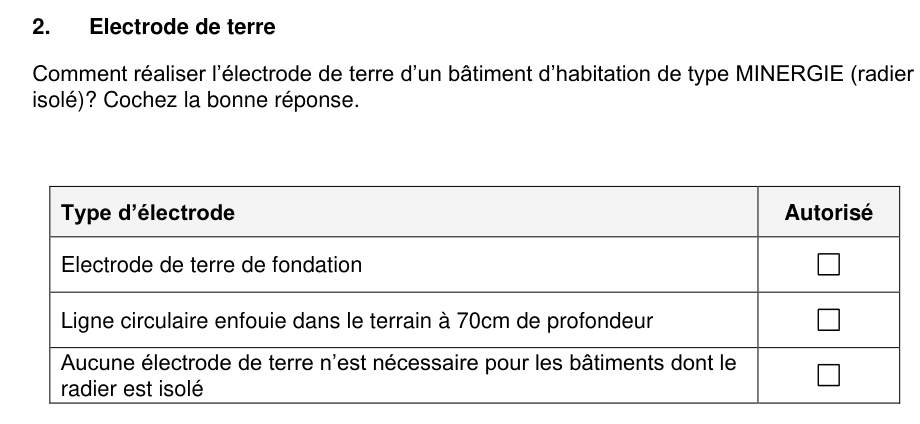 2. Electrode de terre
Comment réaliser l’électrode de terre d’un bâtiment d’habitation de type MINERGIE (radier
isolé)? Cochez la bonne réponse.
Type d’électrode Autorisé
Electrode de terre de fondation
Ligne circulaire enfouie dans le terrain à 70cm de profondeur
Aucune électrode de terre n’est nécessaire pour les bâtiments dont le
radier est isolé